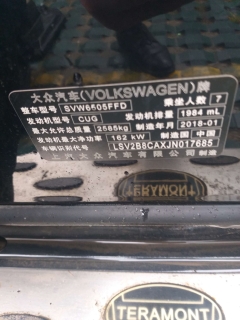 大众汽车(VOLKSWAGEN)牌 乘坐人数 7
整车型号 SVW6505FFD
发动机型号 CUG 发动机排量 1984 mL
最大允许总质量 2585kg 制造年月 2018-01
发动机最大净功率 162 kW 制造国 中国
车辆识别代号 LSV2B8CAXJN017685
上汽大众汽车有限公司 制造
TERAMONT
TERAMONT